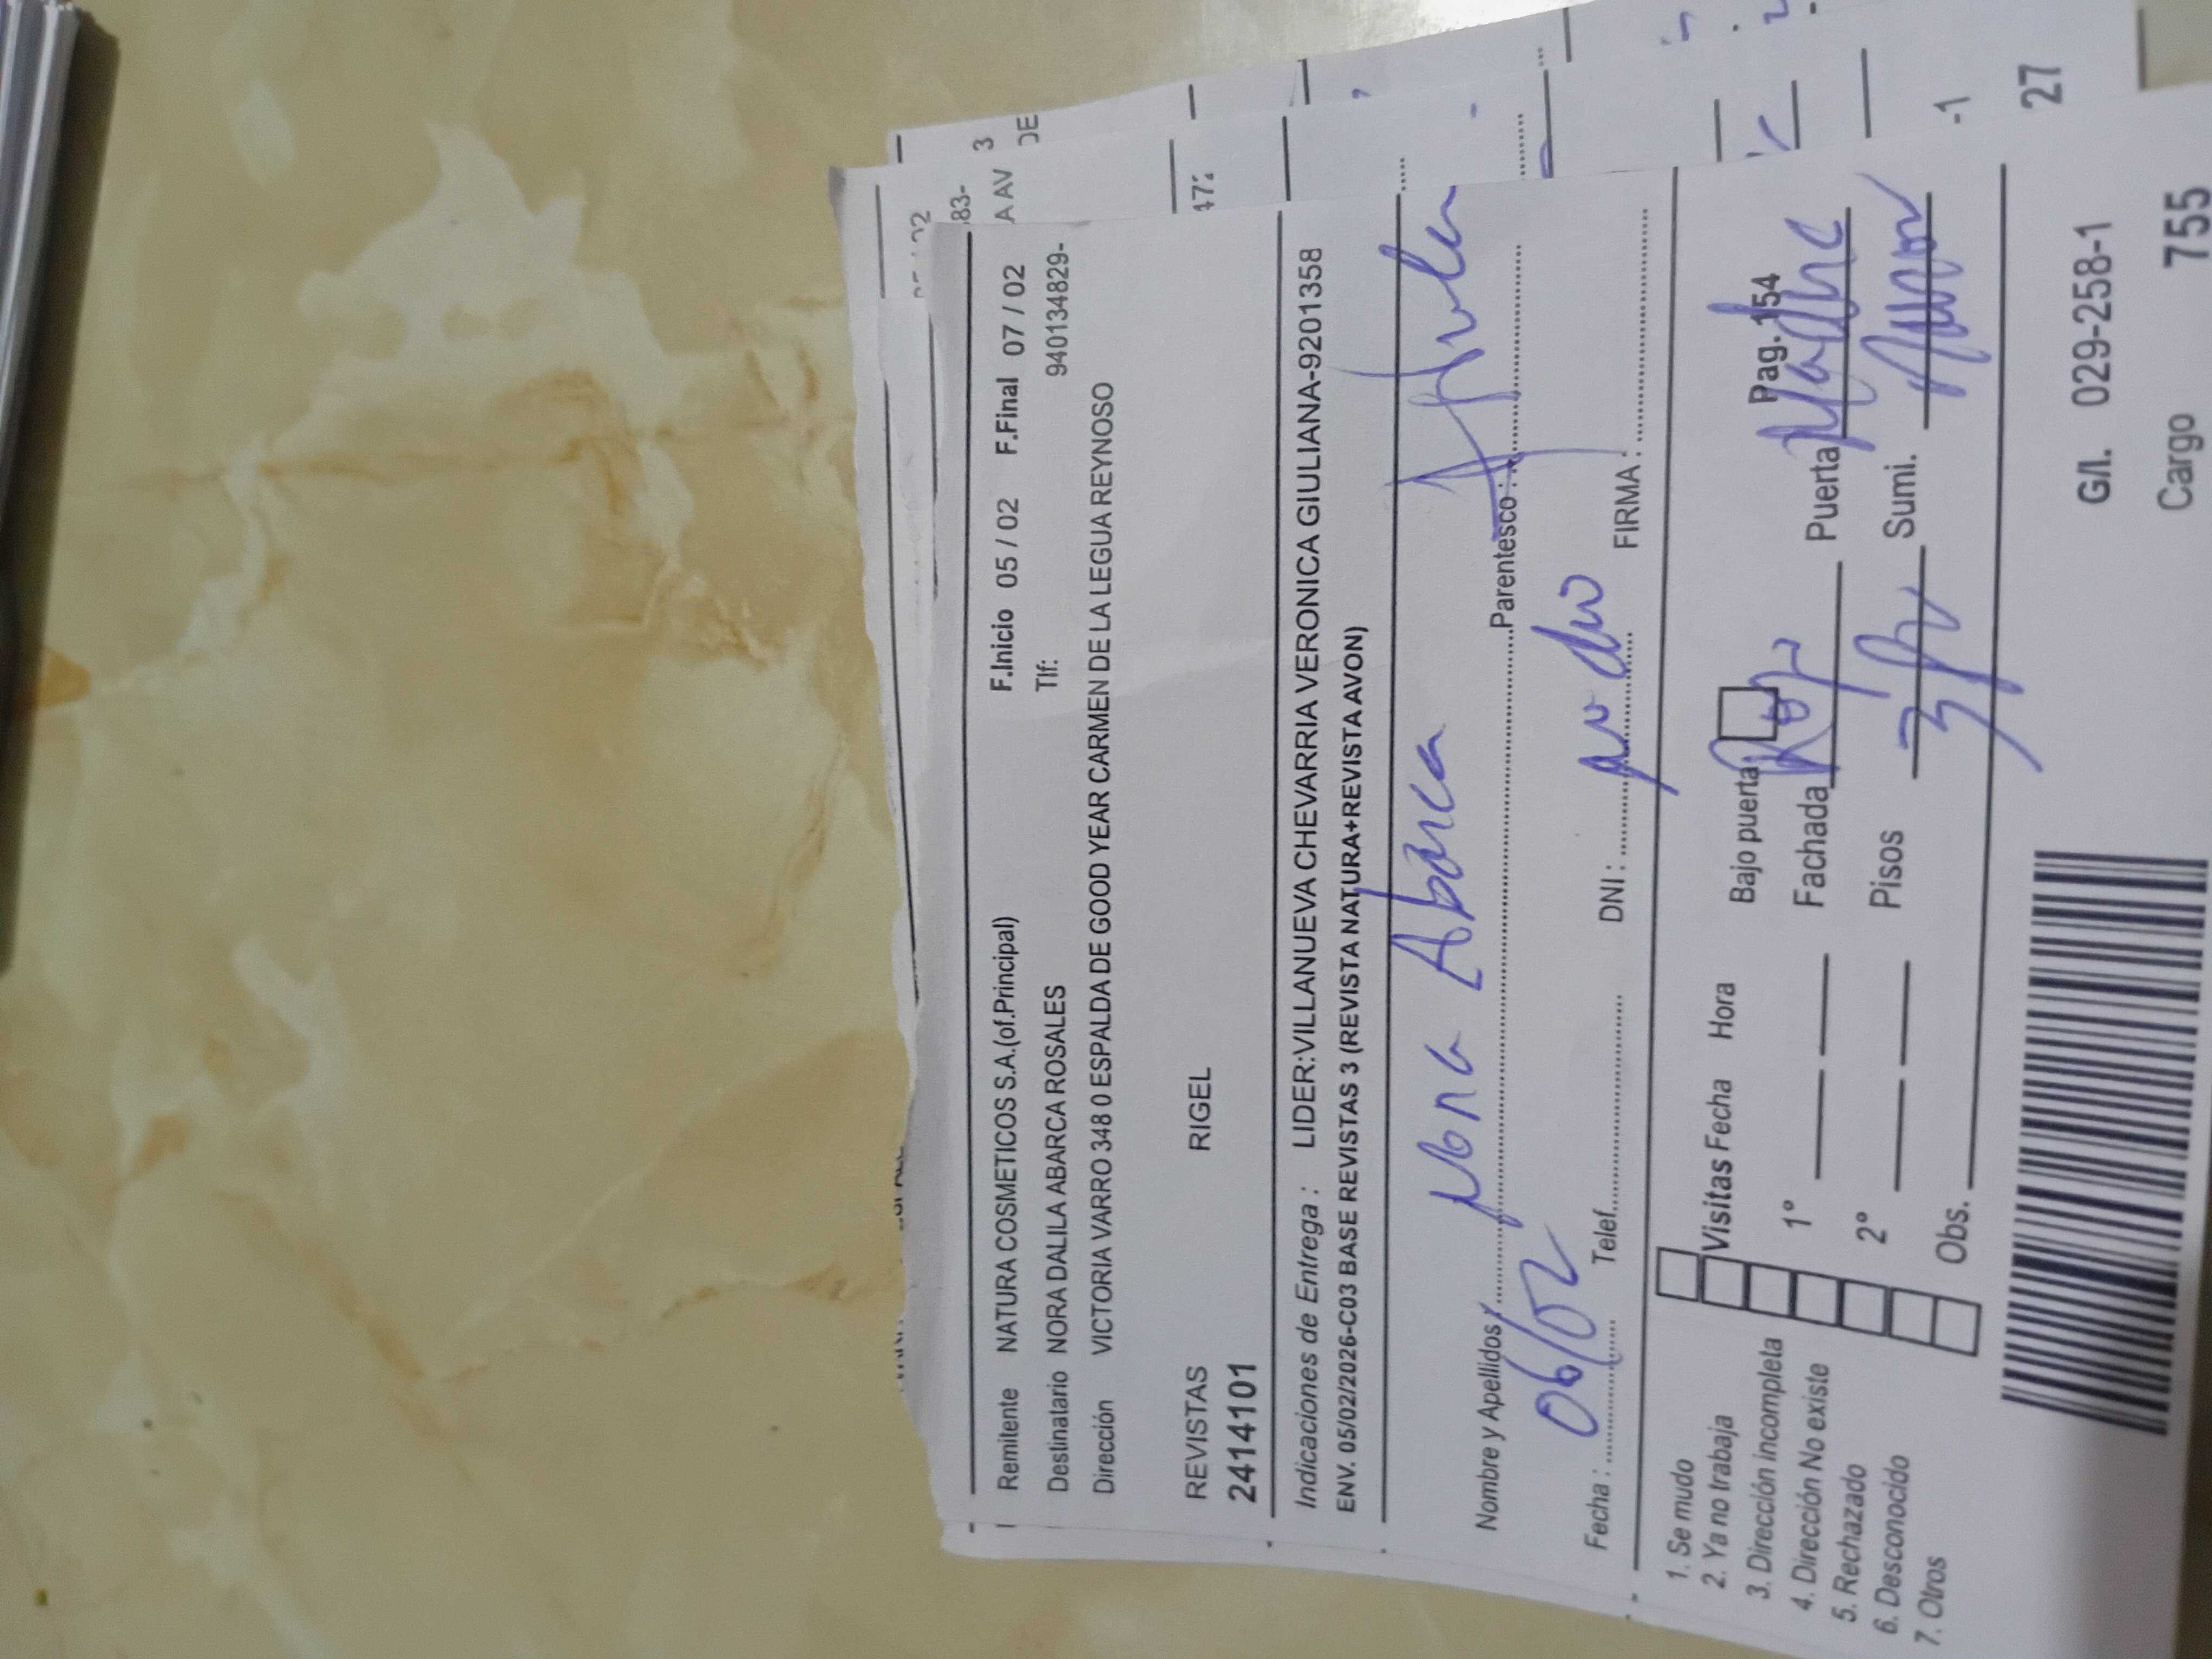 Remitente NATURA COSMETICOS S.A.(of.Principal) F.Inicio 05 / 02 F.Final 07 / 02
Destinatario NORA DALILA ABARCA ROSALES Tlf: 940134829-
Dirección VICTORIA VARRO 348 0 ESPALDA DE GOOD YEAR CARMEN DE LA LEGUA REYNOSO
REVISTAS RIGEL
2414101
Indicaciones de Entrega : LIDER:VILLANUEVA CHEVARRIA VERONICA GIULIANA-9201358
ENV. 05/02/2026-C03 BASE REVISTAS 3 (REVISTA NATURA+REVISTA AVON)
Nombre y Apellidos Nora Abarca Parentesco :
Fecha : 06/02 Telef. DNI : FIRMA :
1. Se mudo
2. Ya no trabaja
3. Dirección incompleta
4. Dirección No existe
5. Rechazado
6. Desconocido
7. Otros
Visitas Fecha Hora Bajo puerta Pag. 154
1° Fachada Puerta
2° Pisos Sumi.
Obs.
G/I. 029-258-1
Cargo 755
-1
27
83-
A AV 3
DE